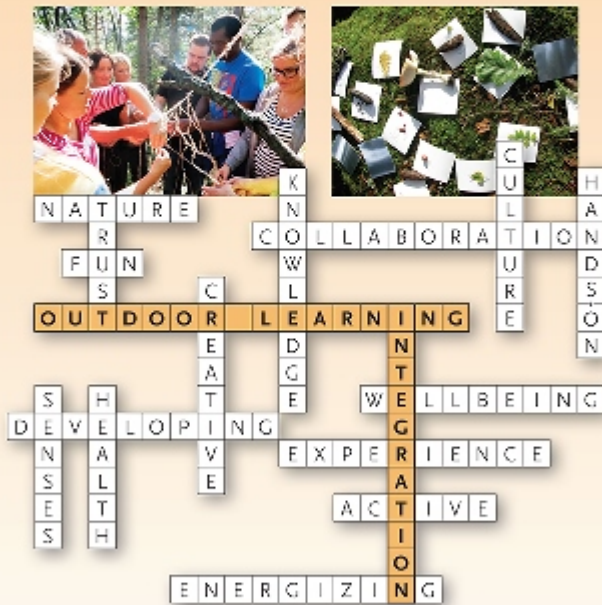 NATURE
TRUST
FUN
KNOWLEDGE
COLLABORATION
CULTURE
HANDS ON
CREATIVE
OUTDOOR LEARNING
INTEGRATION
WELLBEING
SENSES
HEALTH
DEVELOPING
EXPERIENCE
ACTIVE
ENERGIZING